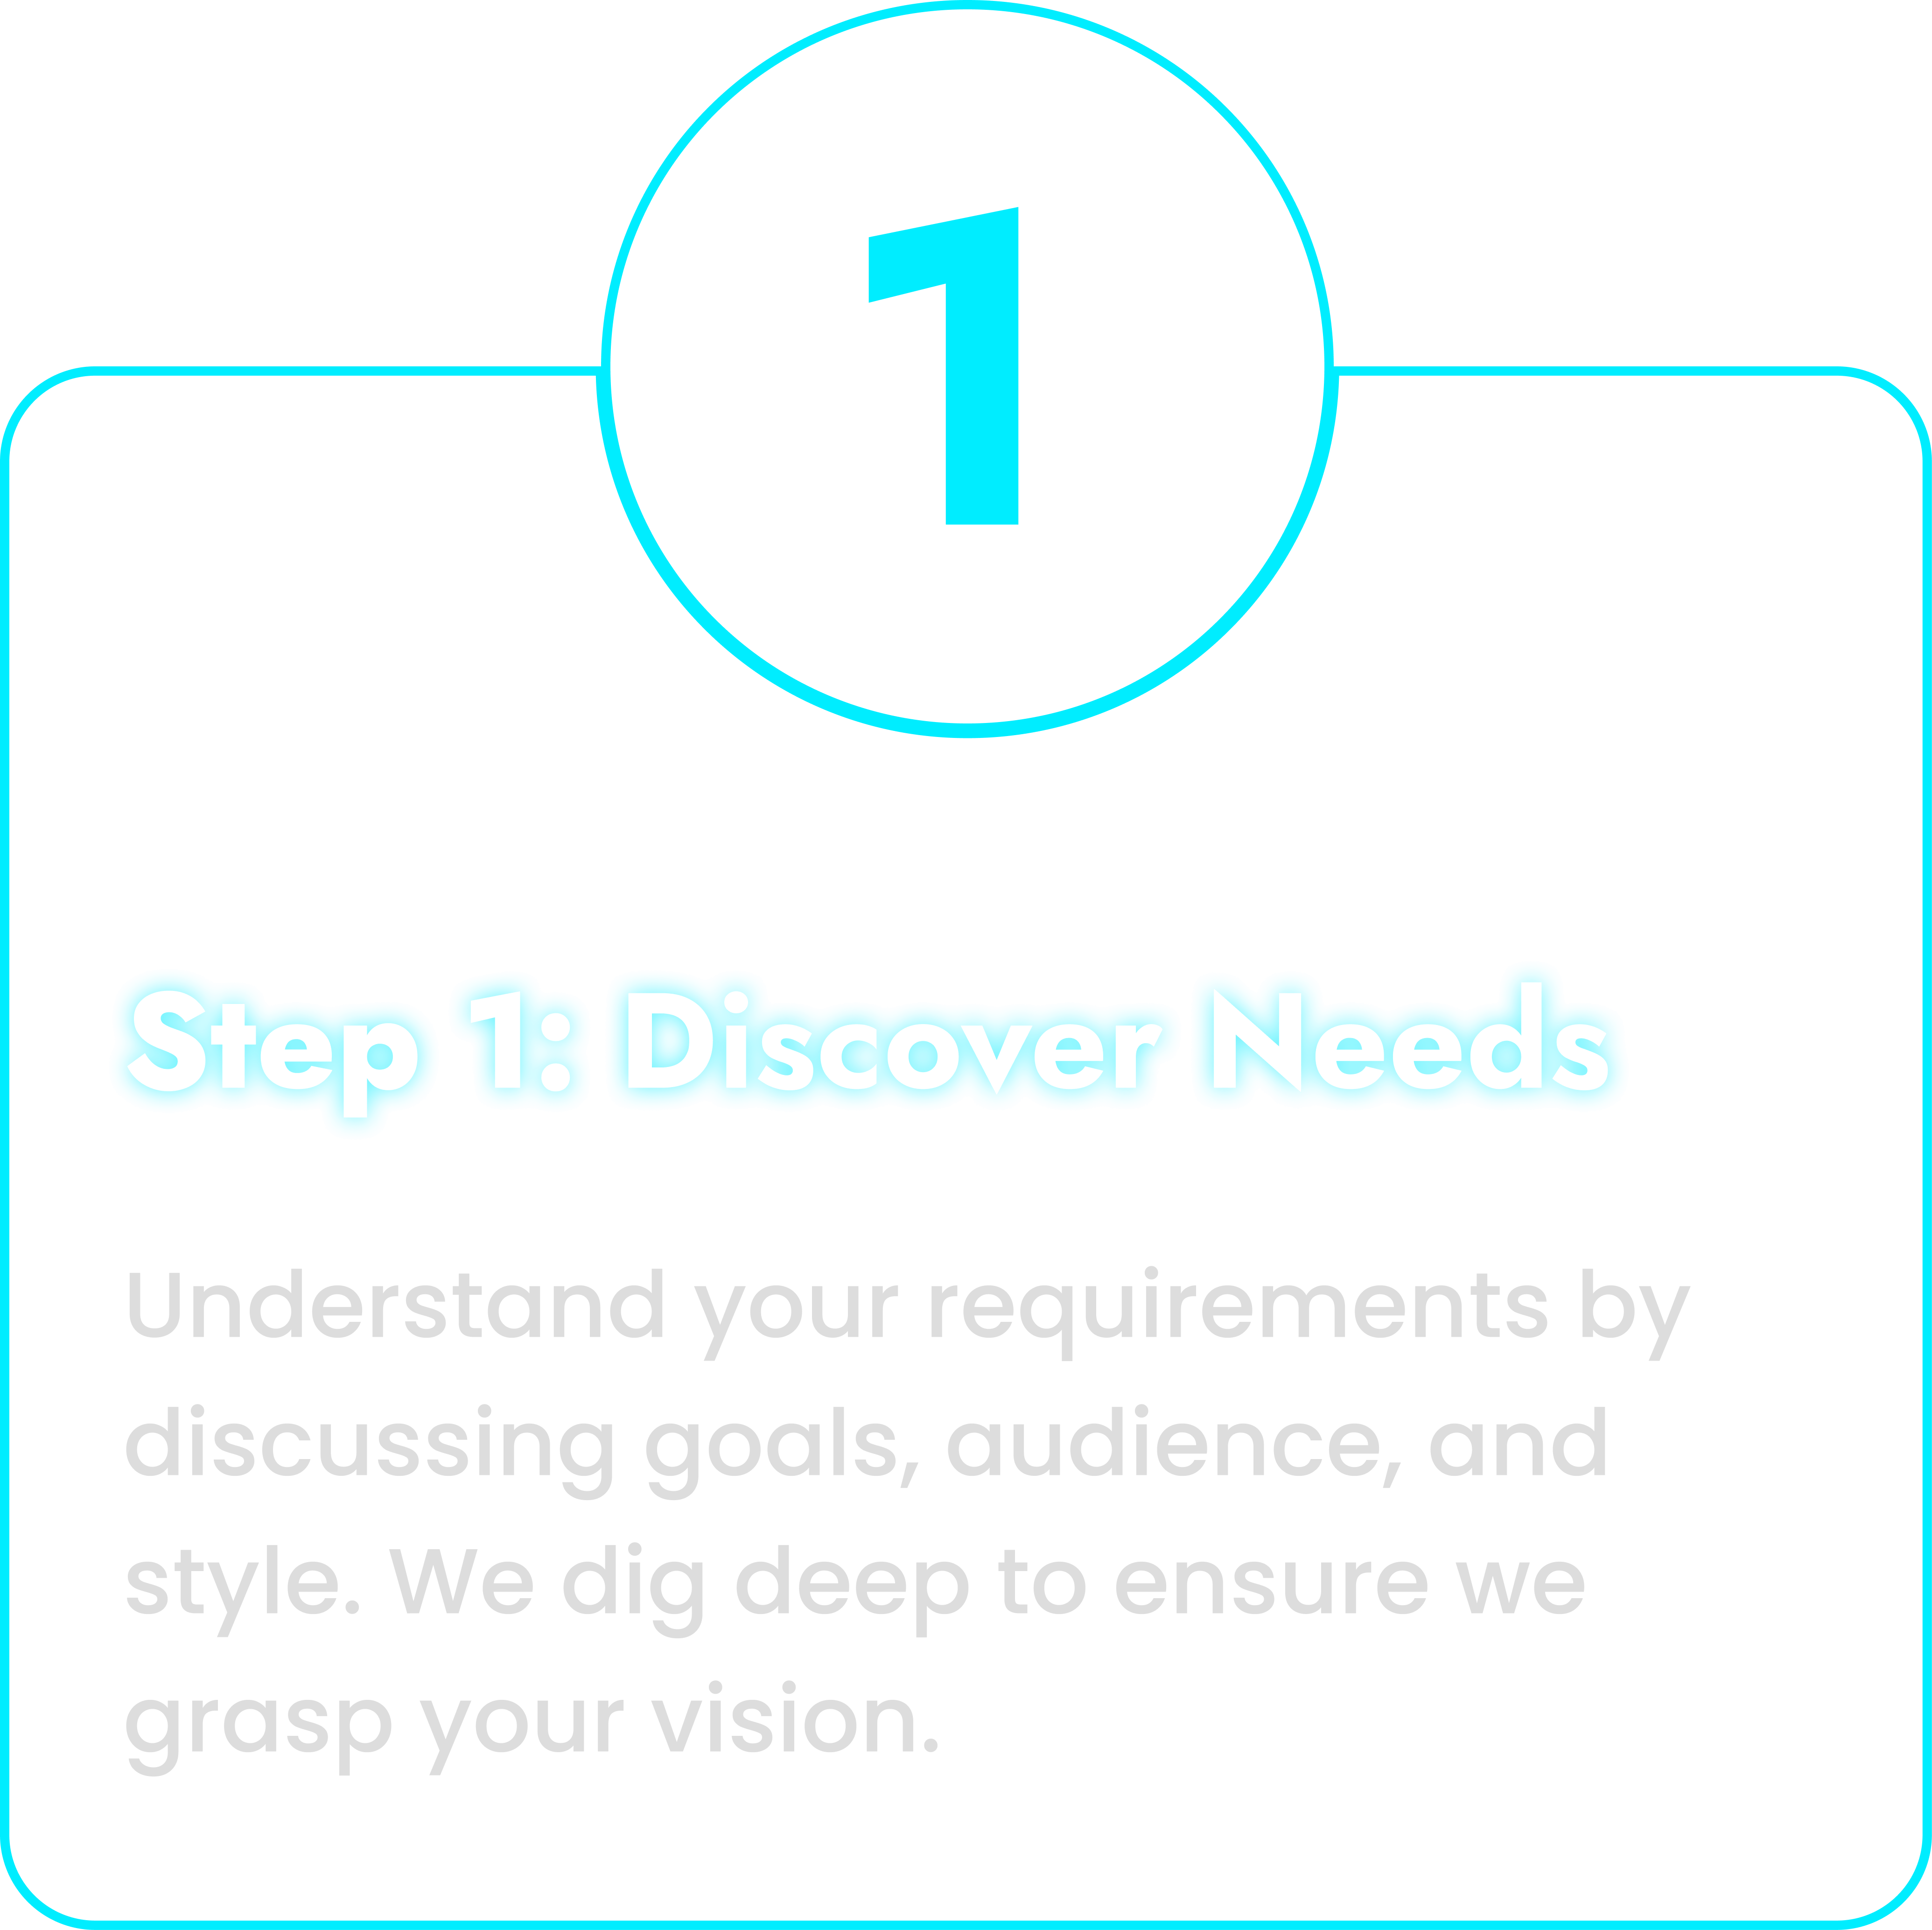 1
Step 1: Discover Needs
Understand your requirements by
discussing goals, audience, and
style. We dig deep to ensure we
grasp your vision.